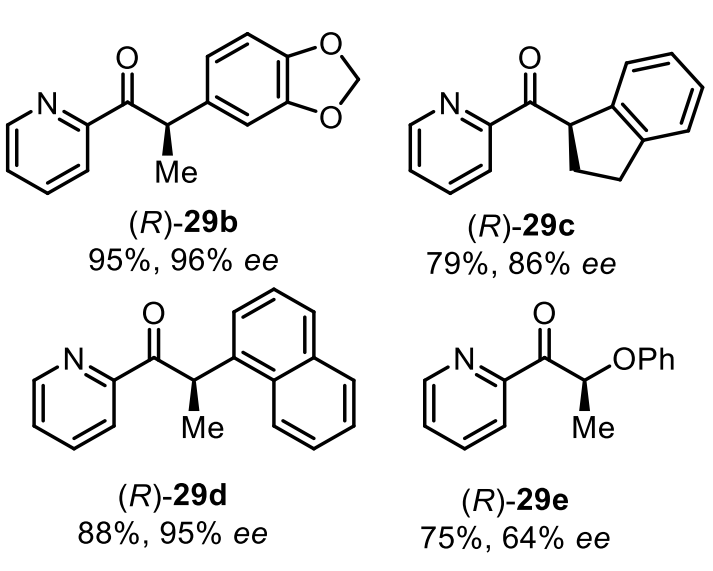 O
O
N
O
Me
(R)-29b
95%, 96% ee
O
N
(R)-29c
79%, 86% ee
O
N
Me
(R)-29d
88%, 95% ee
O
N
OPh
Me
(R)-29e
75%, 64% ee